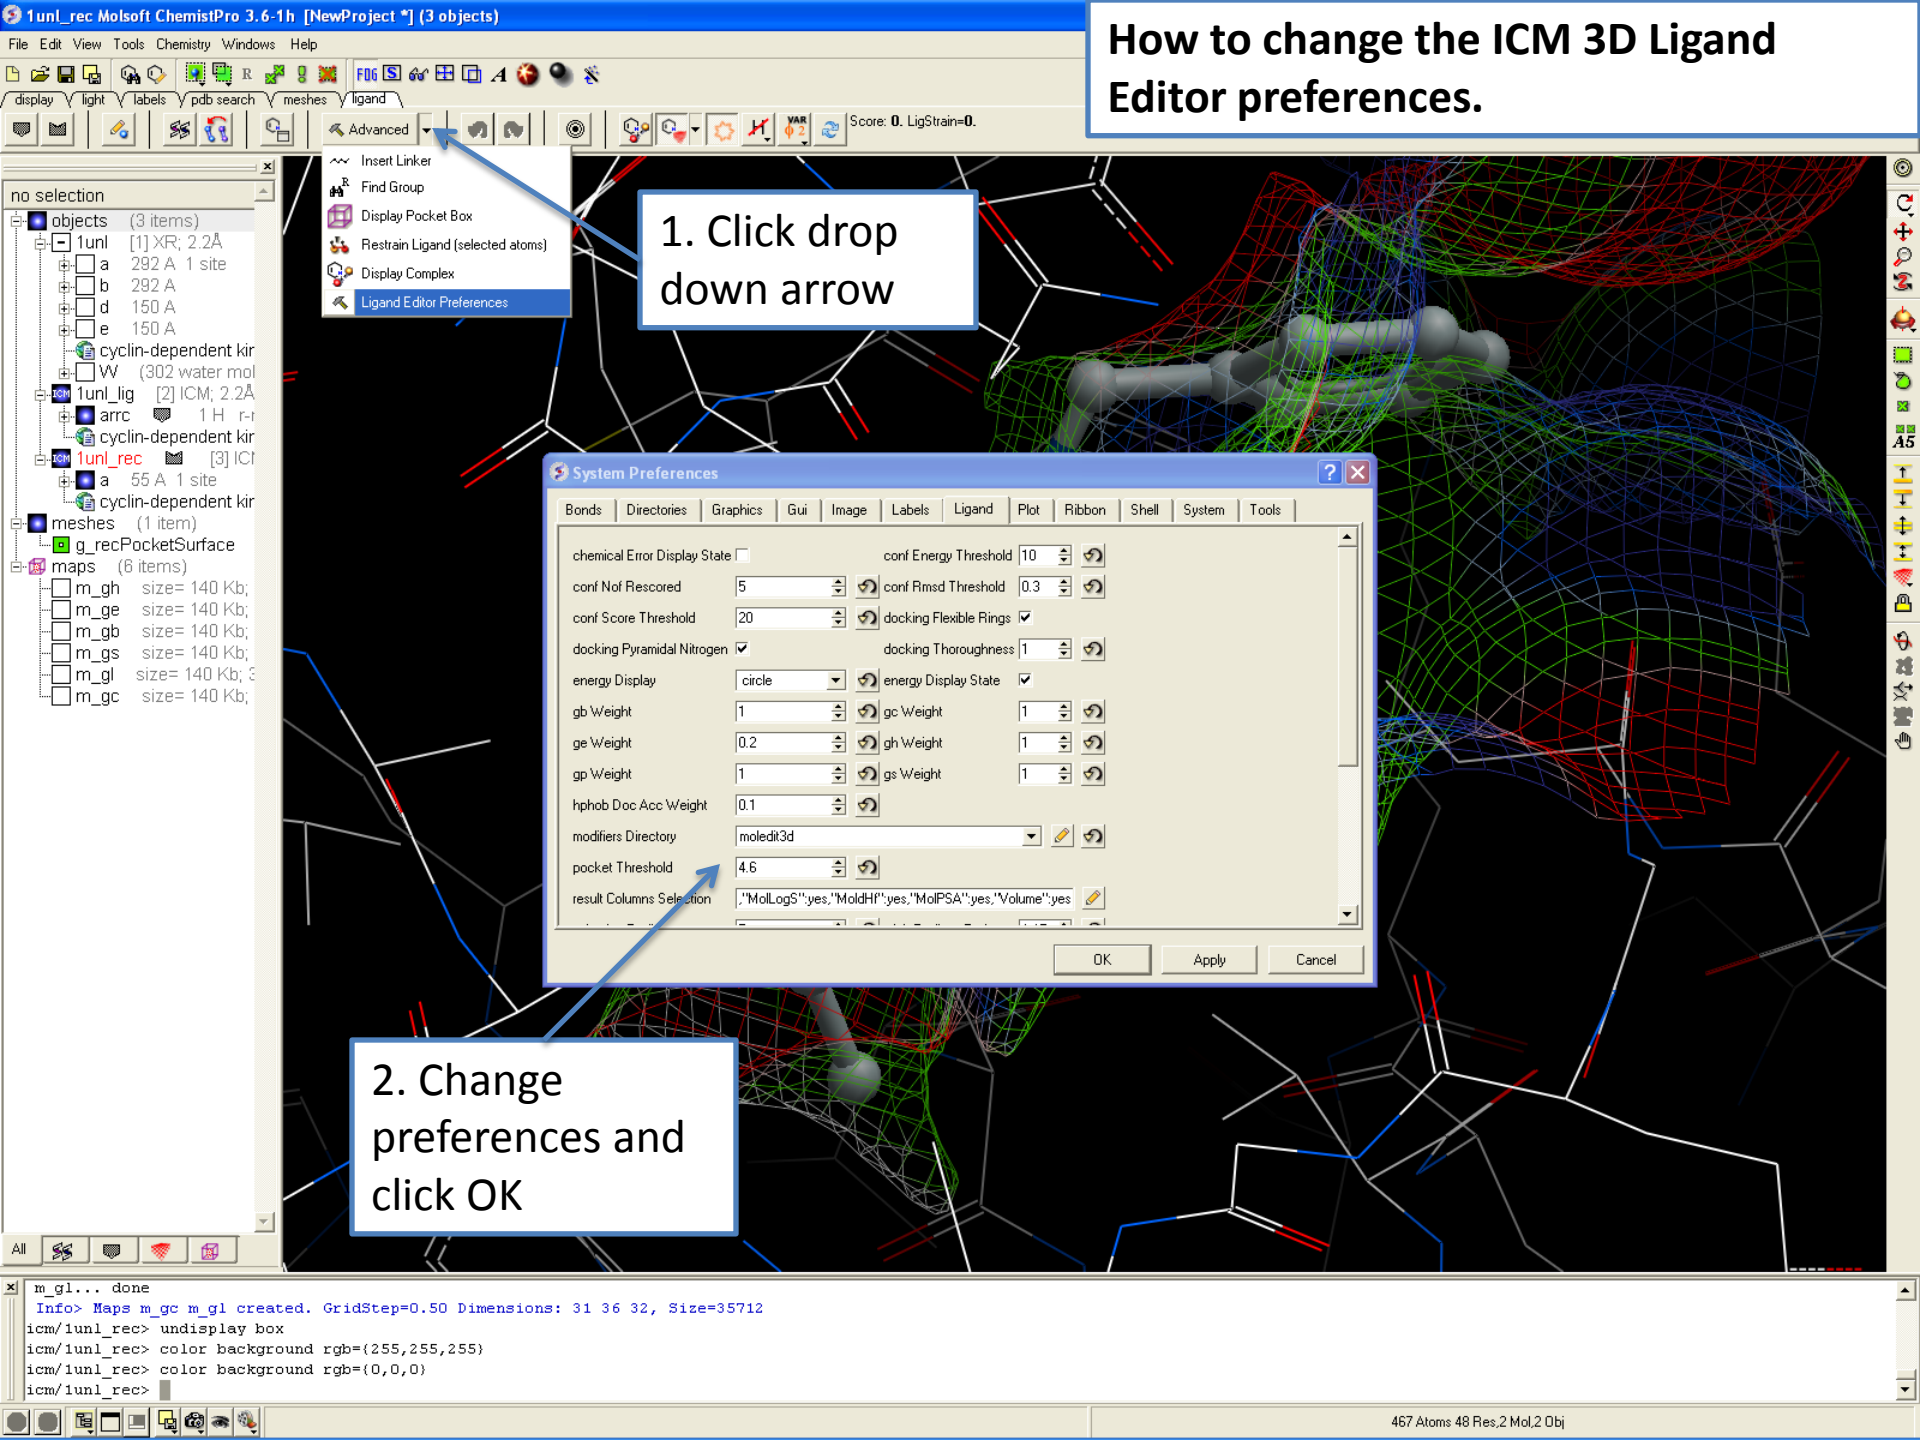 1unl_rec Molsoft ChemistPro 3.6-1h [NewProject *] (3 objects)
How to change the ICM 3D Ligand
Editor preferences.
File Edit View Tools Chemistry Windows Help
R FOG S A
display light labels pdb search meshes ligand
Advanced
VAR
Score: 0. LigStrain=0.
Insert Linker
Find Group
Display Pocket Box
Restrain Ligand (selected atoms)
Display Complex
Ligand Editor Preferences
1. Click drop
down arrow
no selection
objects (3 items)
1unl [1] XR; 2.2Å
a 292 A 1 site
b 292 A
d 150 A
e 150 A
cyclin-dependent kir
W (302 water mol
1unl_lig [2] ICM; 2.2Å
arrc 1 H r-r
cyclin-dependent kir
1unl_rec [3] ICM
a 55 A 1 site
cyclin-dependent kir
meshes (1 item)
g_recPocketSurface
maps (6 items)
m_gh size= 140 Kb;
m_ge size= 140 Kb;
m_gb size= 140 Kb;
m_gs size= 140 Kb;
m_gl size= 140 Kb; 3
m_gc size= 140 Kb;
A5
System Preferences
Bonds Directories Graphics Gui Image Labels Ligand Plot Ribbon Shell System Tools
chemical Error Display State conf Energy Threshold 10
conf Nof Rescored 5 conf Rmsd Threshold 0.3
conf Score Threshold 20 docking Flexible Rings
docking Pyramidal Nitrogen docking Thoroughness 1
energy Display circle energy Display State
gb Weight 1 gc Weight 1
ge Weight 0.2 gh Weight 1
gp Weight 1 gs Weight 1
hphob Doc Acc Weight 0.1
modifiers Directory moledit3d
pocket Threshold 4.6
result Columns Selection ,"MolLogS":yes,"MoldHf":yes,"MolPSA":yes,"Volume":yes
OK Apply Cancel
2. Change
preferences and
click OK
All
m_gl... done
Info> Maps m_gc m_gl created. GridStep=0.50 Dimensions: 31 36 32, Size=35712
icm/1unl_rec> undisplay box
icm/1unl_rec> color background rgb={255,255,255}
icm/1unl_rec> color background rgb={0,0,0}
icm/1unl_rec>
467 Atoms 48 Res,2 Mol,2 Obj